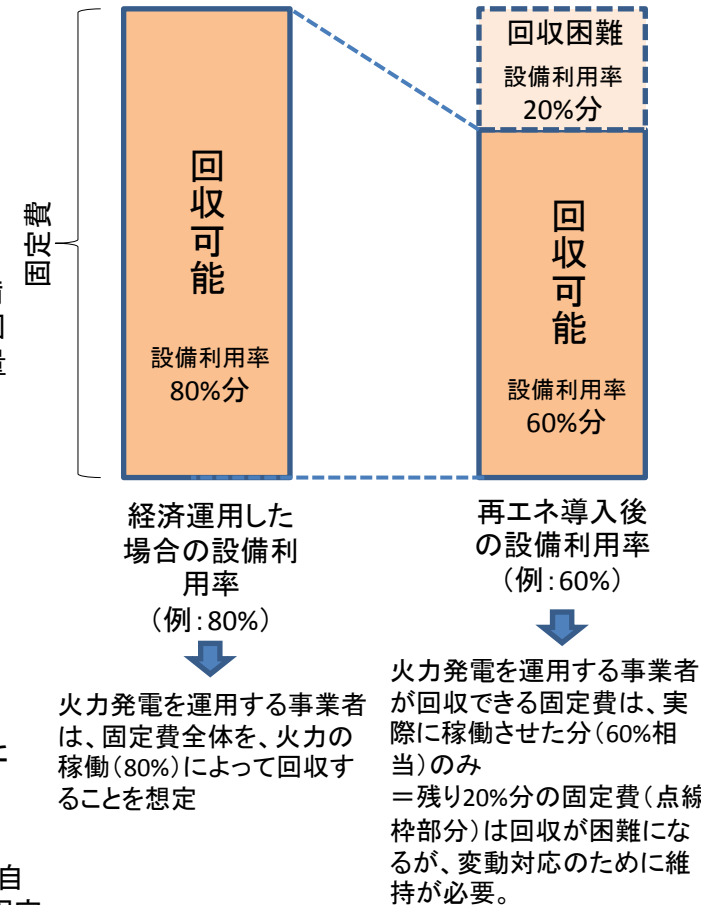 固定費
回収可能
設備利用率
80%分
回収困難
設備利用率
20%分
回収可能
設備利用率
60%分
経済運用した
場合の設備利
用率
（例：80%）
再エネ導入後
の設備利用率
（例：60%）
火力発電を運用する事業者
は、固定費全体を、火力の
稼働（80%）によって回収す
ることを想定
火力発電を運用する事業者
が回収できる固定費は、実
際に稼働させた分（60%相
当）のみ
＝残り20%分の固定費（点線
枠部分）は回収が困難にな
るが、変動対応のために維
持が必要。
自